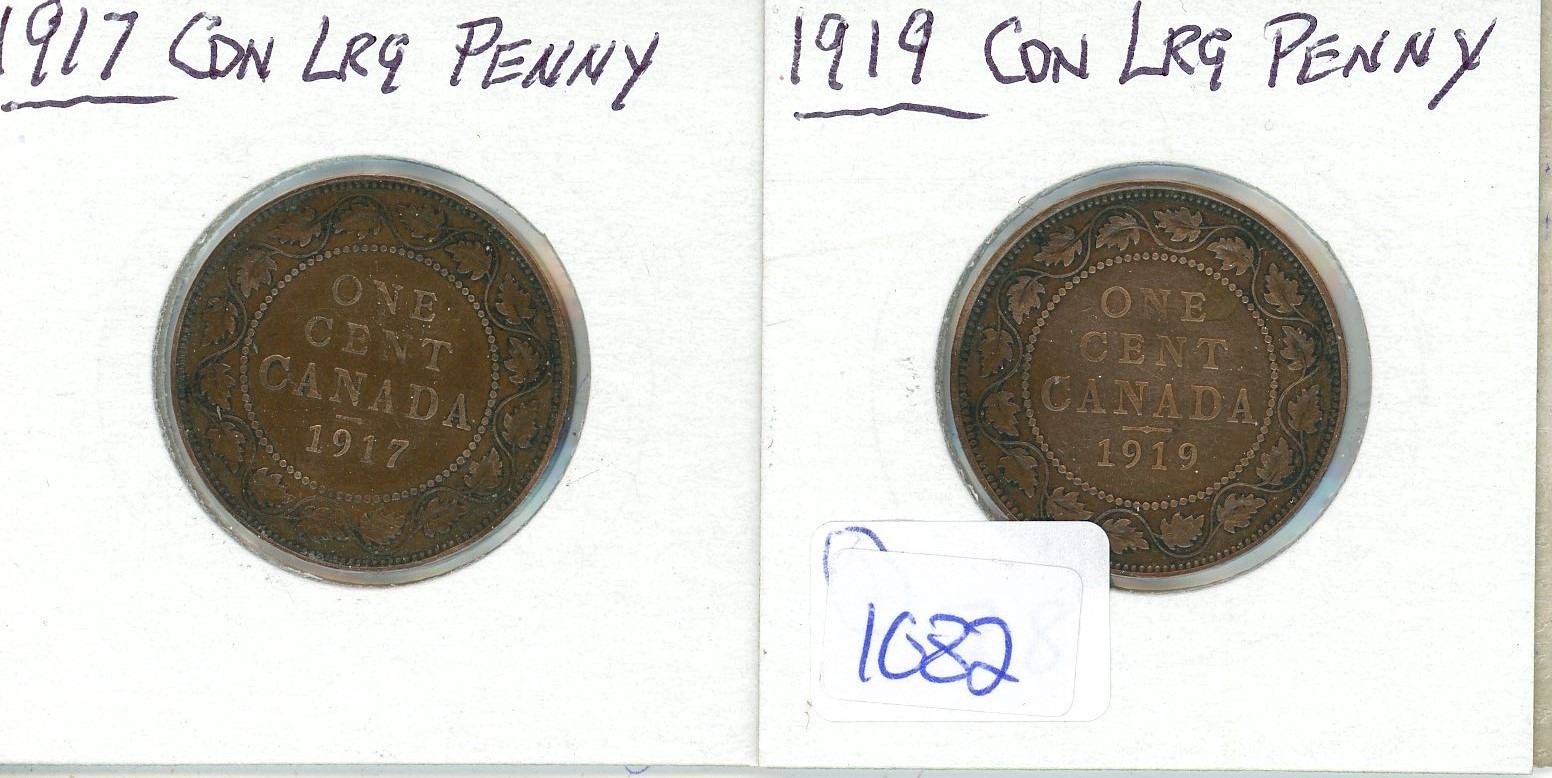 1917 CDN LRG PENNY
ONE
CENT
CANADA
1917
1919 CDN LRG PENNY
ONE
CENT
CANADA
1919
1082